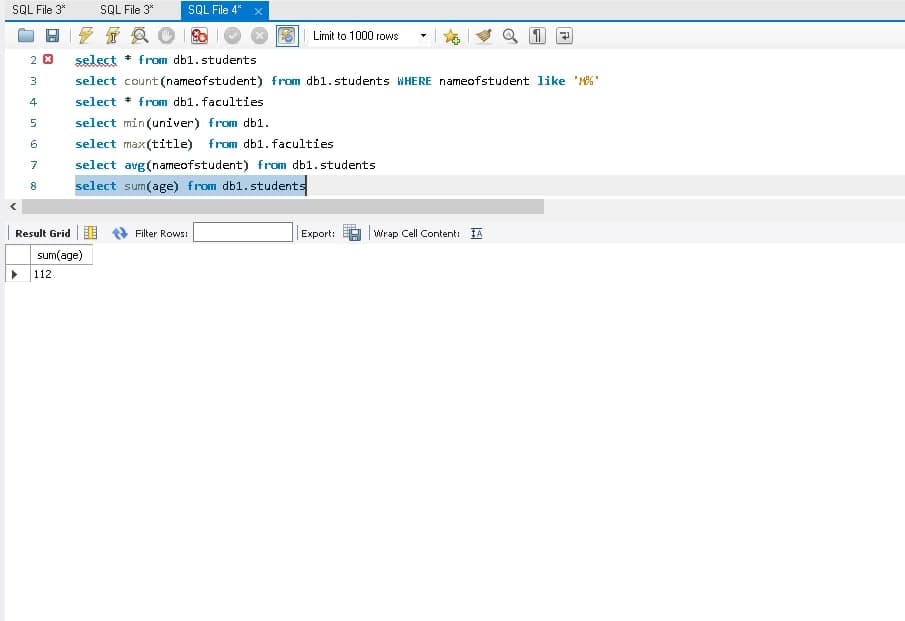 SQL File 3* SQL File 3* SQL File 4*
Limit to 1000 rows
2 select * from db1.students
3 select count(nameofstudent) from db1.students WHERE nameofstudent like 'M%'
4 select * from db1.faculties
5 select min(univer) from db1.
6 select max(title)  from db1.faculties
7 select avg(nameofstudent) from db1.students
8 select sum(age) from db1.students
Result Grid Filter Rows: Export: Wrap Cell Content: IA
sum(age)
112